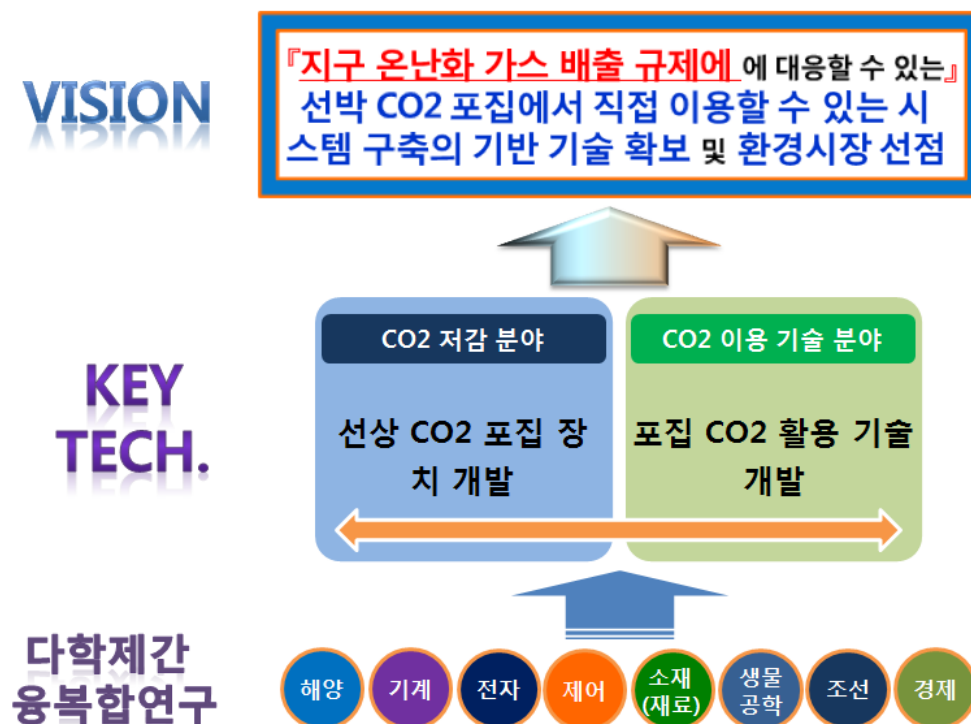 VISION
『지구 온난화 가스 배출 규제에 에 대응할 수 있는』
선박 CO2 포집에서 직접 이용할 수 있는 시
스템 구축의 기반 기술 확보 및 환경시장 선점
KEY
TECH.
CO2 저감 분야
선상 CO2 포집 장
치 개발
CO2 이용 기술 분야
포집 CO2 활용 기술
개발
다학제간
융복합연구
해양
기계
전자
제어
소재
(재료)
생물
공학
조선
경제